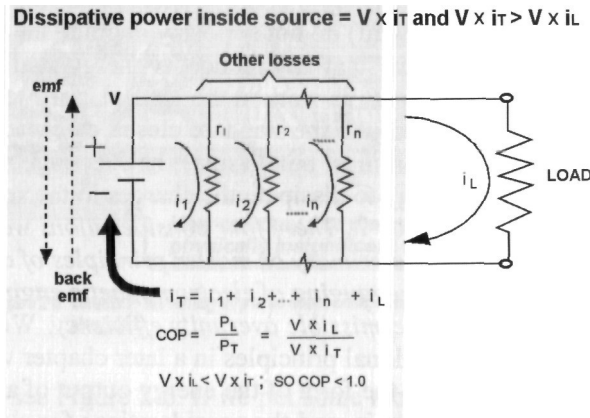 Dissipative power inside source = V x iT and V x iT > V x iL
Other losses
emf
V
r1
r2
rn
+
−
i1
i2
in
iL
LOAD
back
emf
iT = i1 + i2 +...+ in + iL
COP = PL / PT = V x iL / V x iT
V x iL < V x iT ; SO COP < 1.0